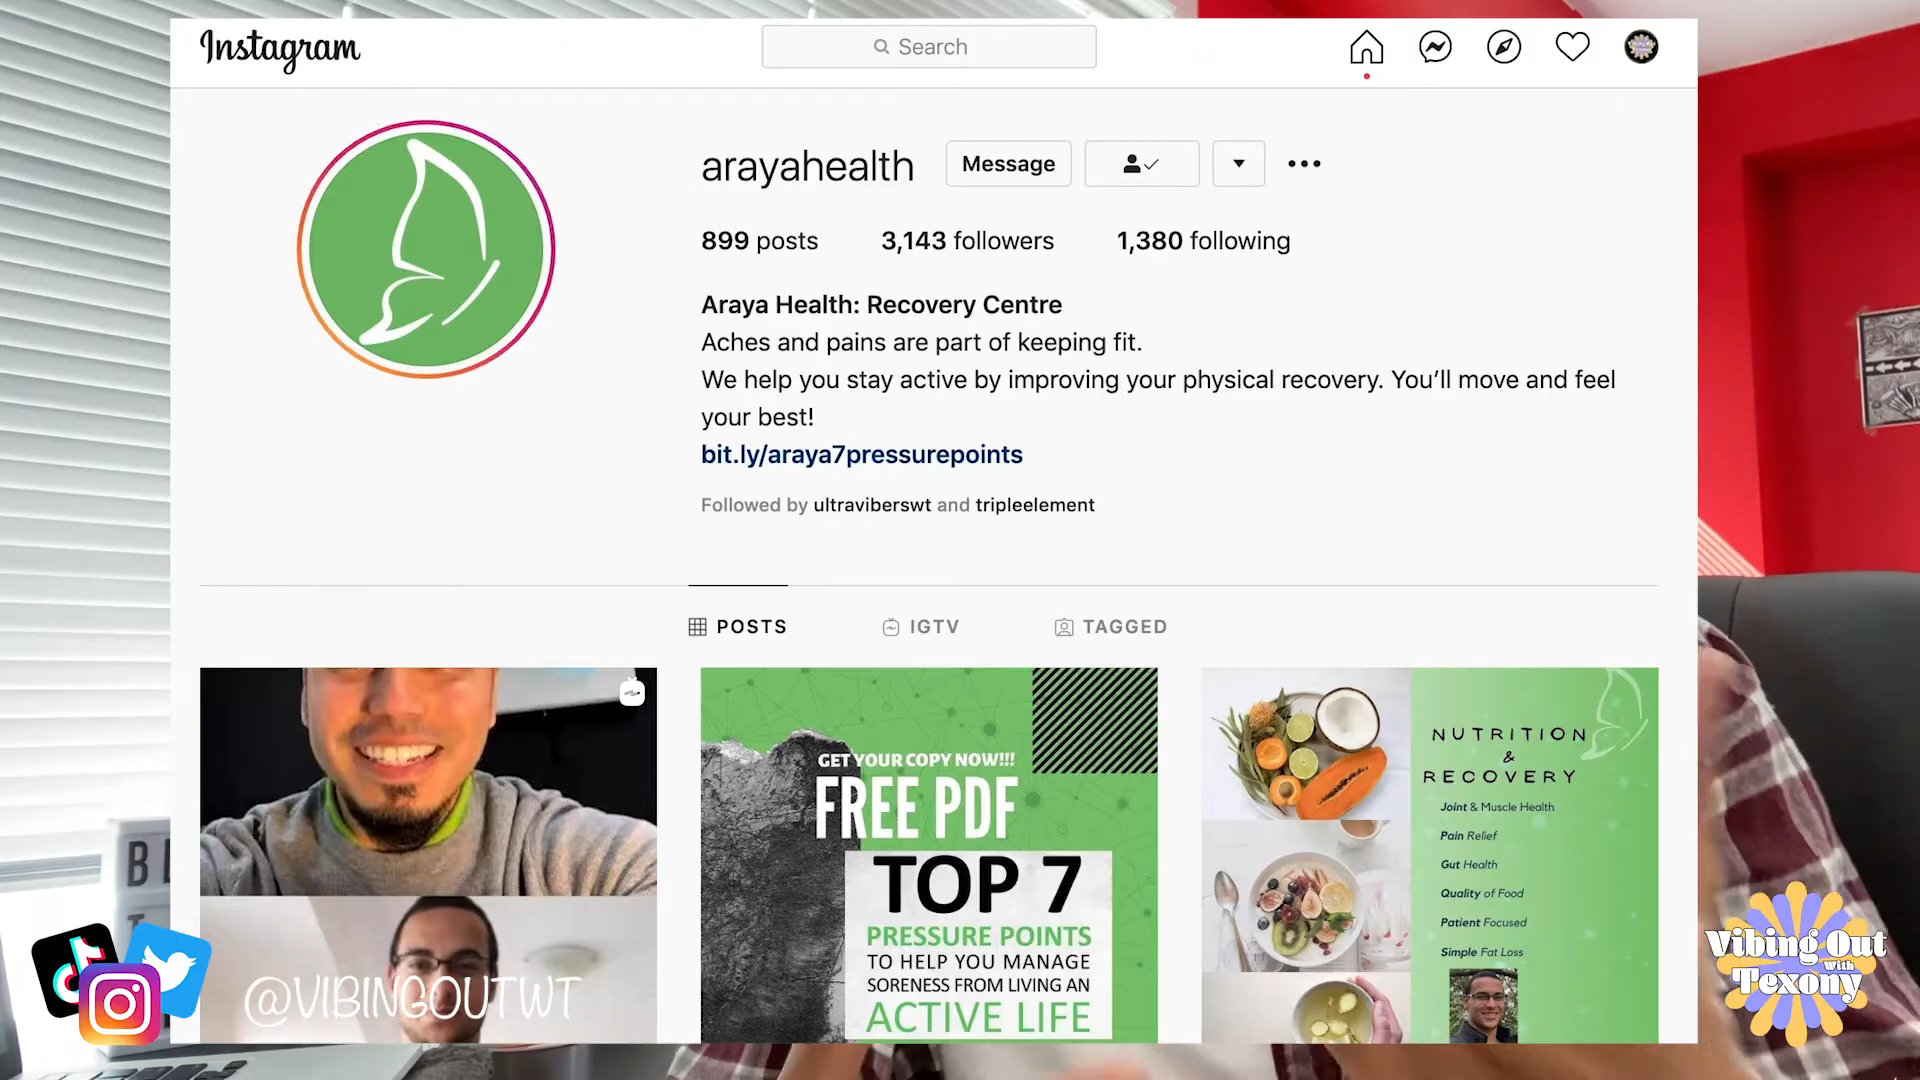 Instagram
Search
arayahealth
Message
899 posts
3,143 followers
1,380 following
Araya Health: Recovery Centre
Aches and pains are part of keeping fit.
We help you stay active by improving your physical recovery. You’ll move and feel
your best!
bit.ly/araya7pressurepoints
Followed by ultraviberswt and tripleelement
POSTS
IGTV
TAGGED
GET YOUR COPY NOW!!!
FREE PDF
TOP 7
PRESSURE POINTS
TO HELP YOU MANAGE
SORENESS FROM LIVING AN
ACTIVE LIFE
NUTRITION
&
RECOVERY
Joint & Muscle Health
Pain Relief
Gut Health
Quality of Food
Patient Focused
Simple Fat Loss
@VIBINGOUTWT
Vibing Out
With
Texony